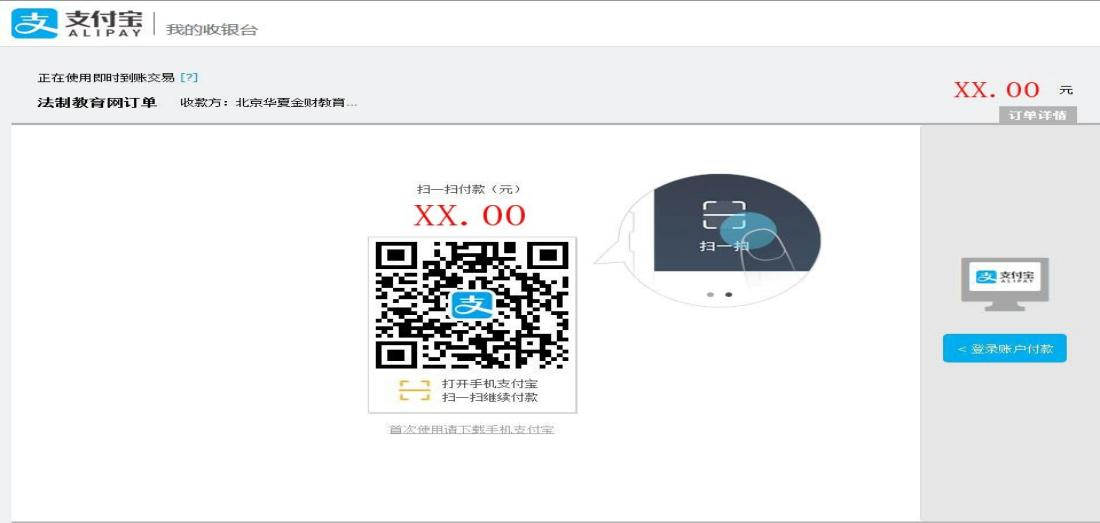 支付宝 我的收银台
ALIPAY
正在使用即时到账交易 [?]
法制教育网订单 收款方：北京华夏金财教育...
XX. 00 元
订单详情
扫一扫付款（元）
XX. 00
扫一扫
支
打开手机支付宝
扫一扫继续付款
首次使用请下载手机支付宝
支付宝
ALIPAY
< 登录账户付款